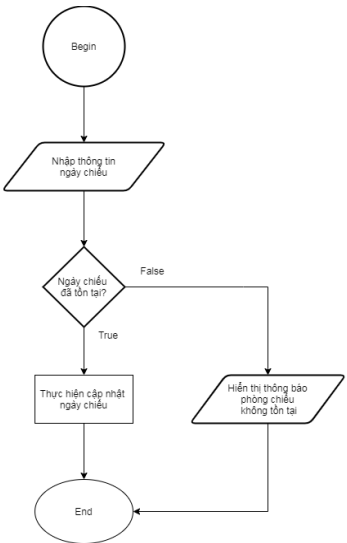 Begin
Nhập thông tin
ngày chiếu
Ngày chiếu
đã tồn tại?
False
True
Thực hiện cập nhật
ngày chiếu
Hiển thị thông báo
phòng chiếu
không tồn tại
End